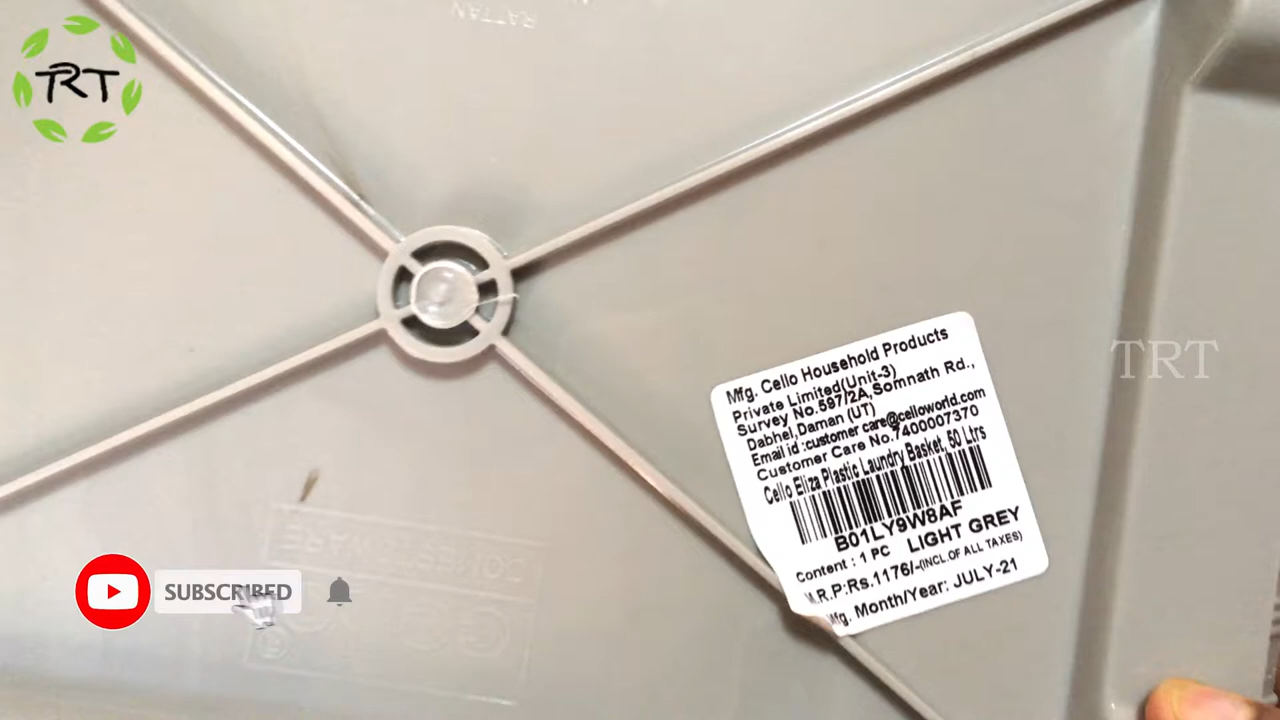 RATTAN
TRT
Mfg. Cello Household Products
Private Limited(Unit-3)
Survey No.597/2A,Somnath Rd.,
Dabhel,Daman (UT)
Email id :customer care@celloworld.com
Customer Care No.7400007370
Cello Eliza Plastic Laundry Basket, 50 Ltrs
B01LY9W8AF
Content : 1 PC LIGHT GREY
M.R.P:Rs.1176/-(INCL.OF ALL TAXES)
Mfg. Month/Year: JULY-21
TRT
SUBSCRIBED